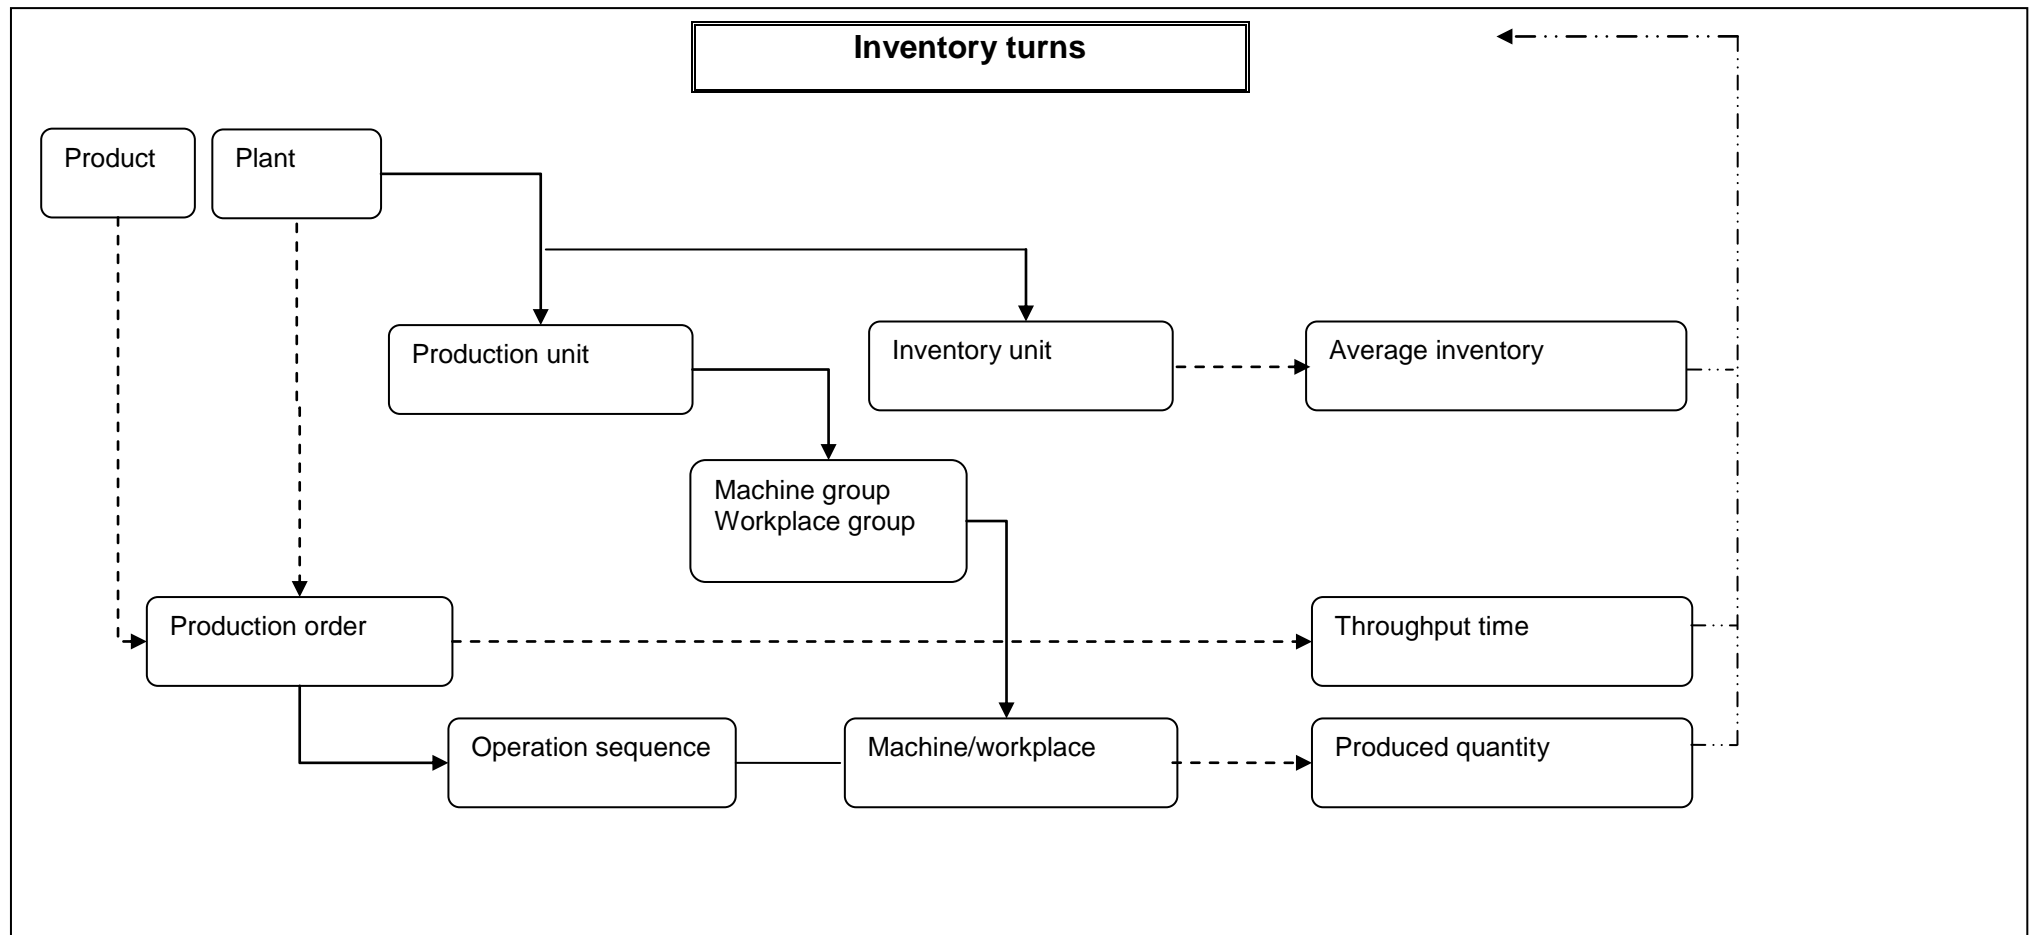 Inventory turns
Product
Plant
Production unit
Inventory unit
Average inventory
Machine group
Workplace group
Production order
Throughput time
Operation sequence
Machine/workplace
Produced quantity